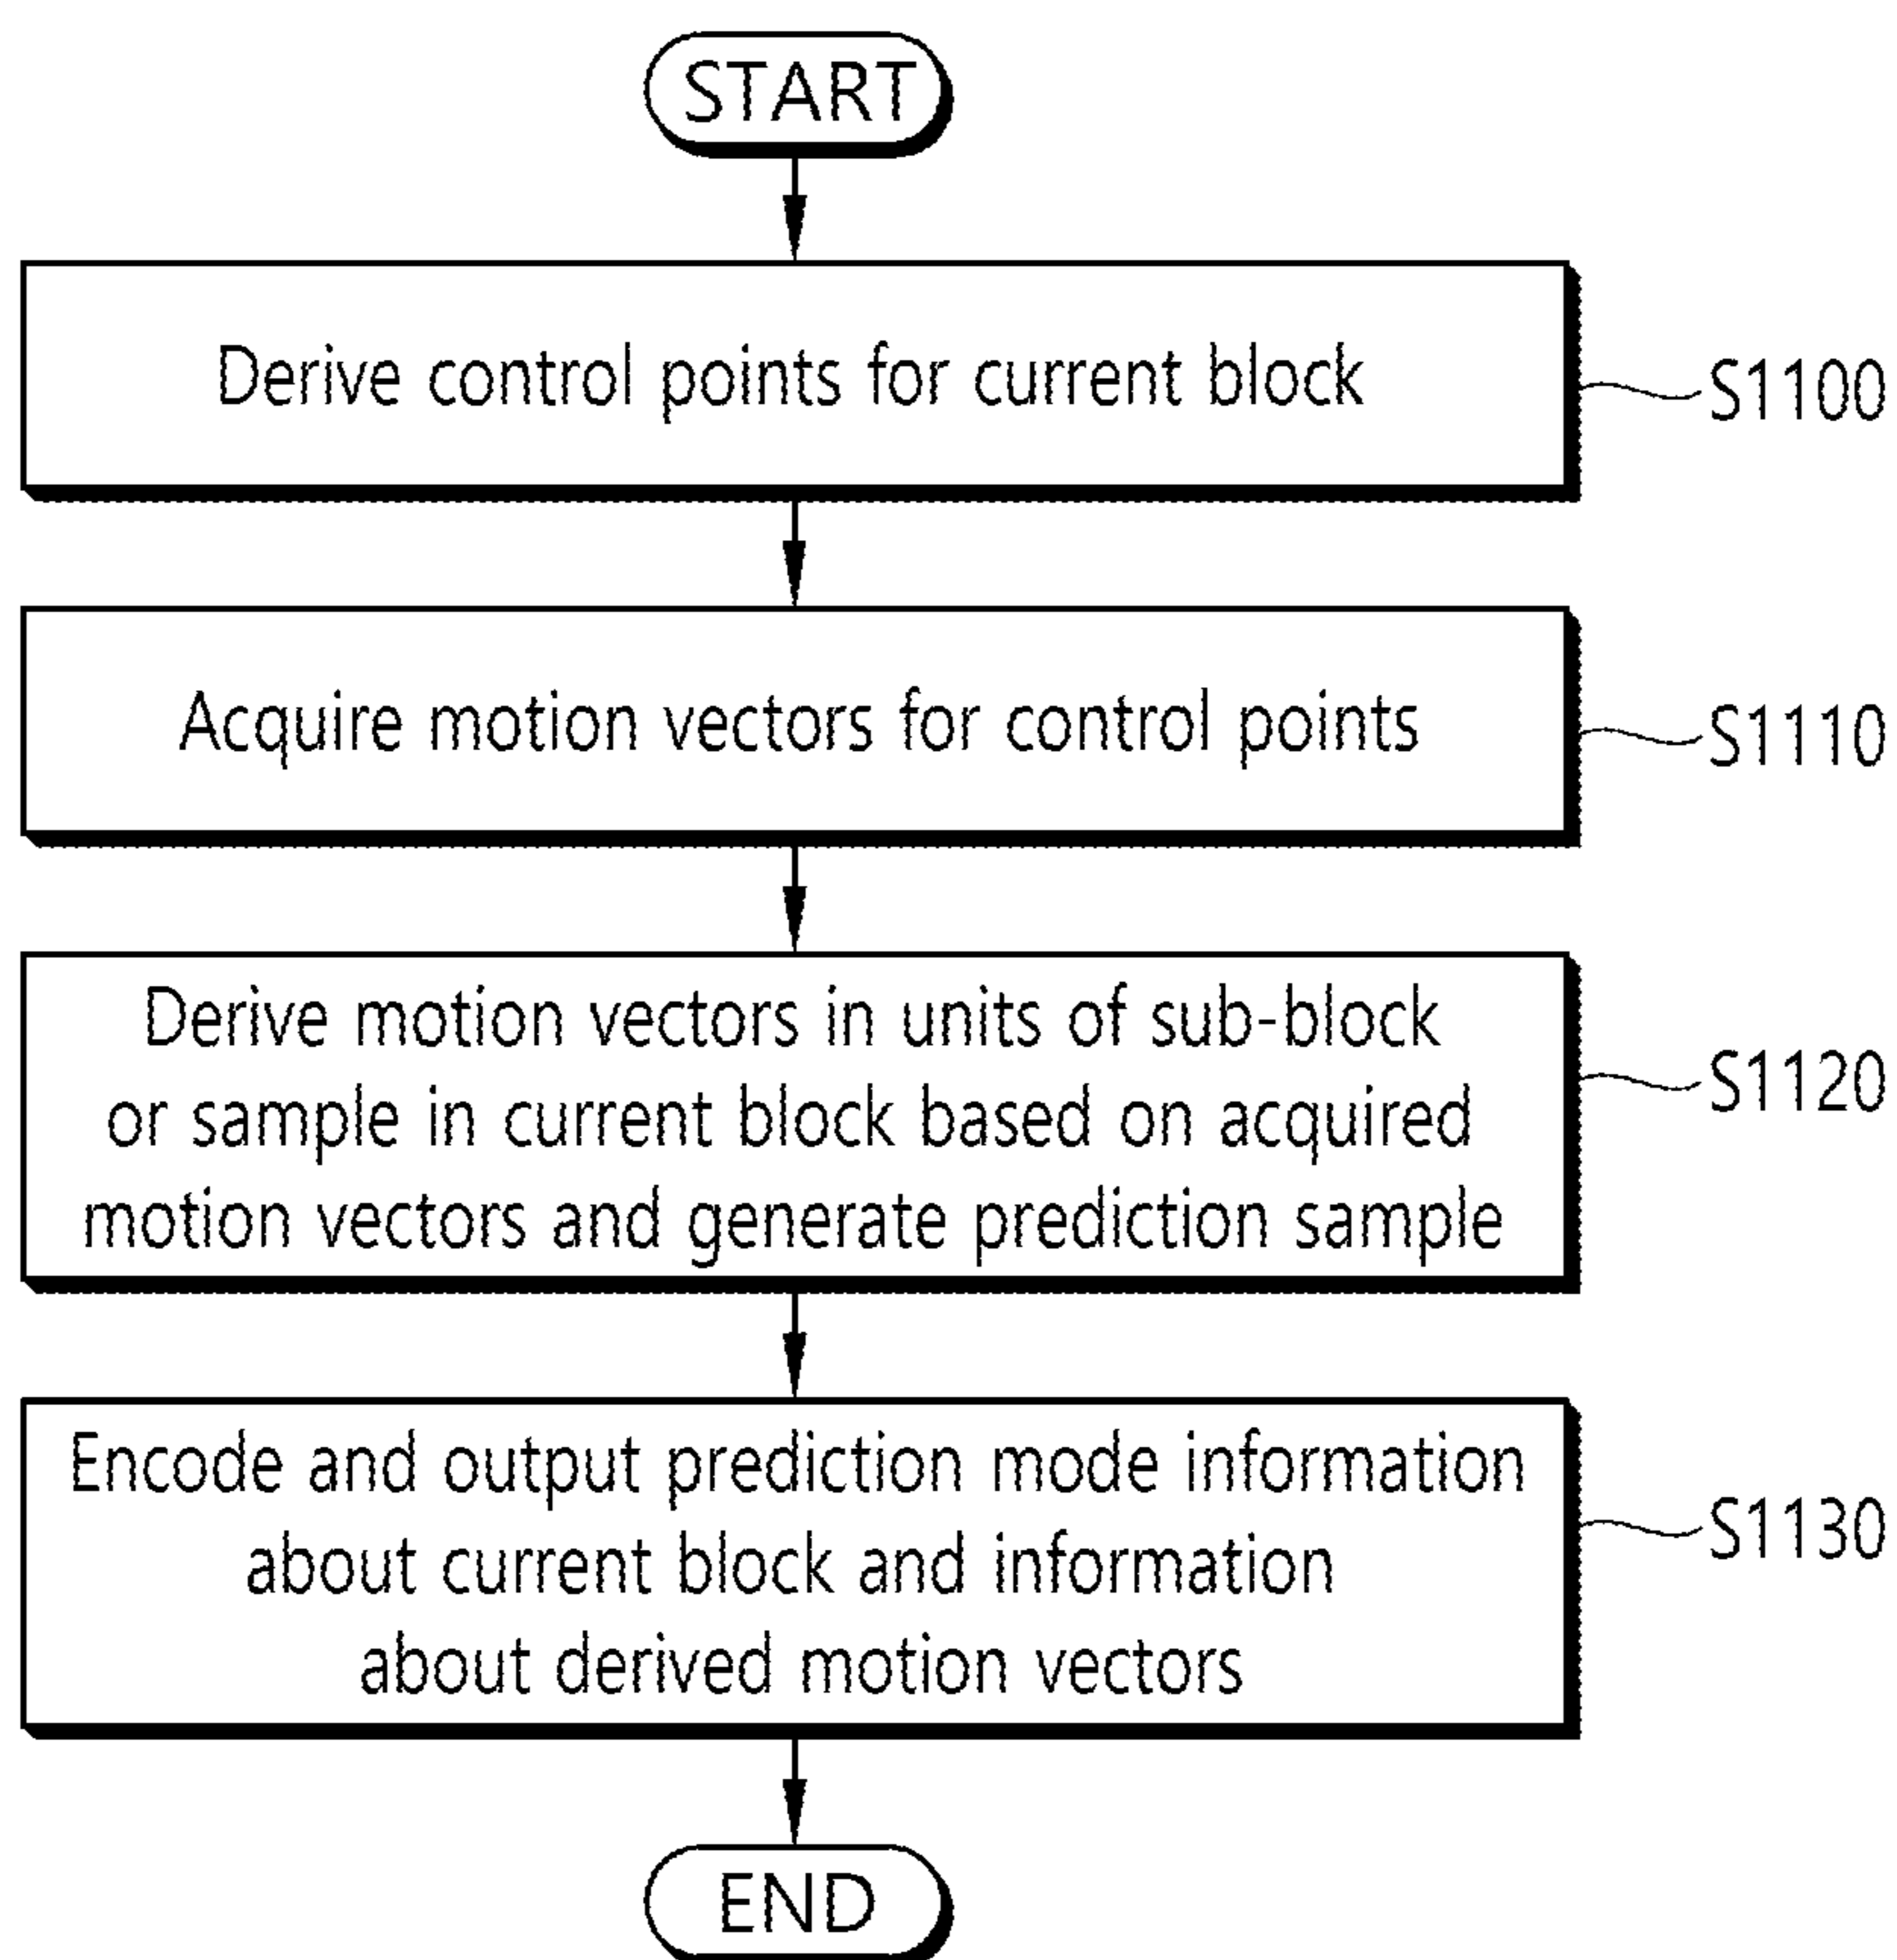 START
Derive control points for current block
S1100
Acquire motion vectors for control points
S1110
Derive motion vectors in units of sub-block
or sample in current block based on acquired
motion vectors and generate prediction sample
S1120
Encode and output prediction mode information
about current block and information
about derived motion vectors
S1130
END